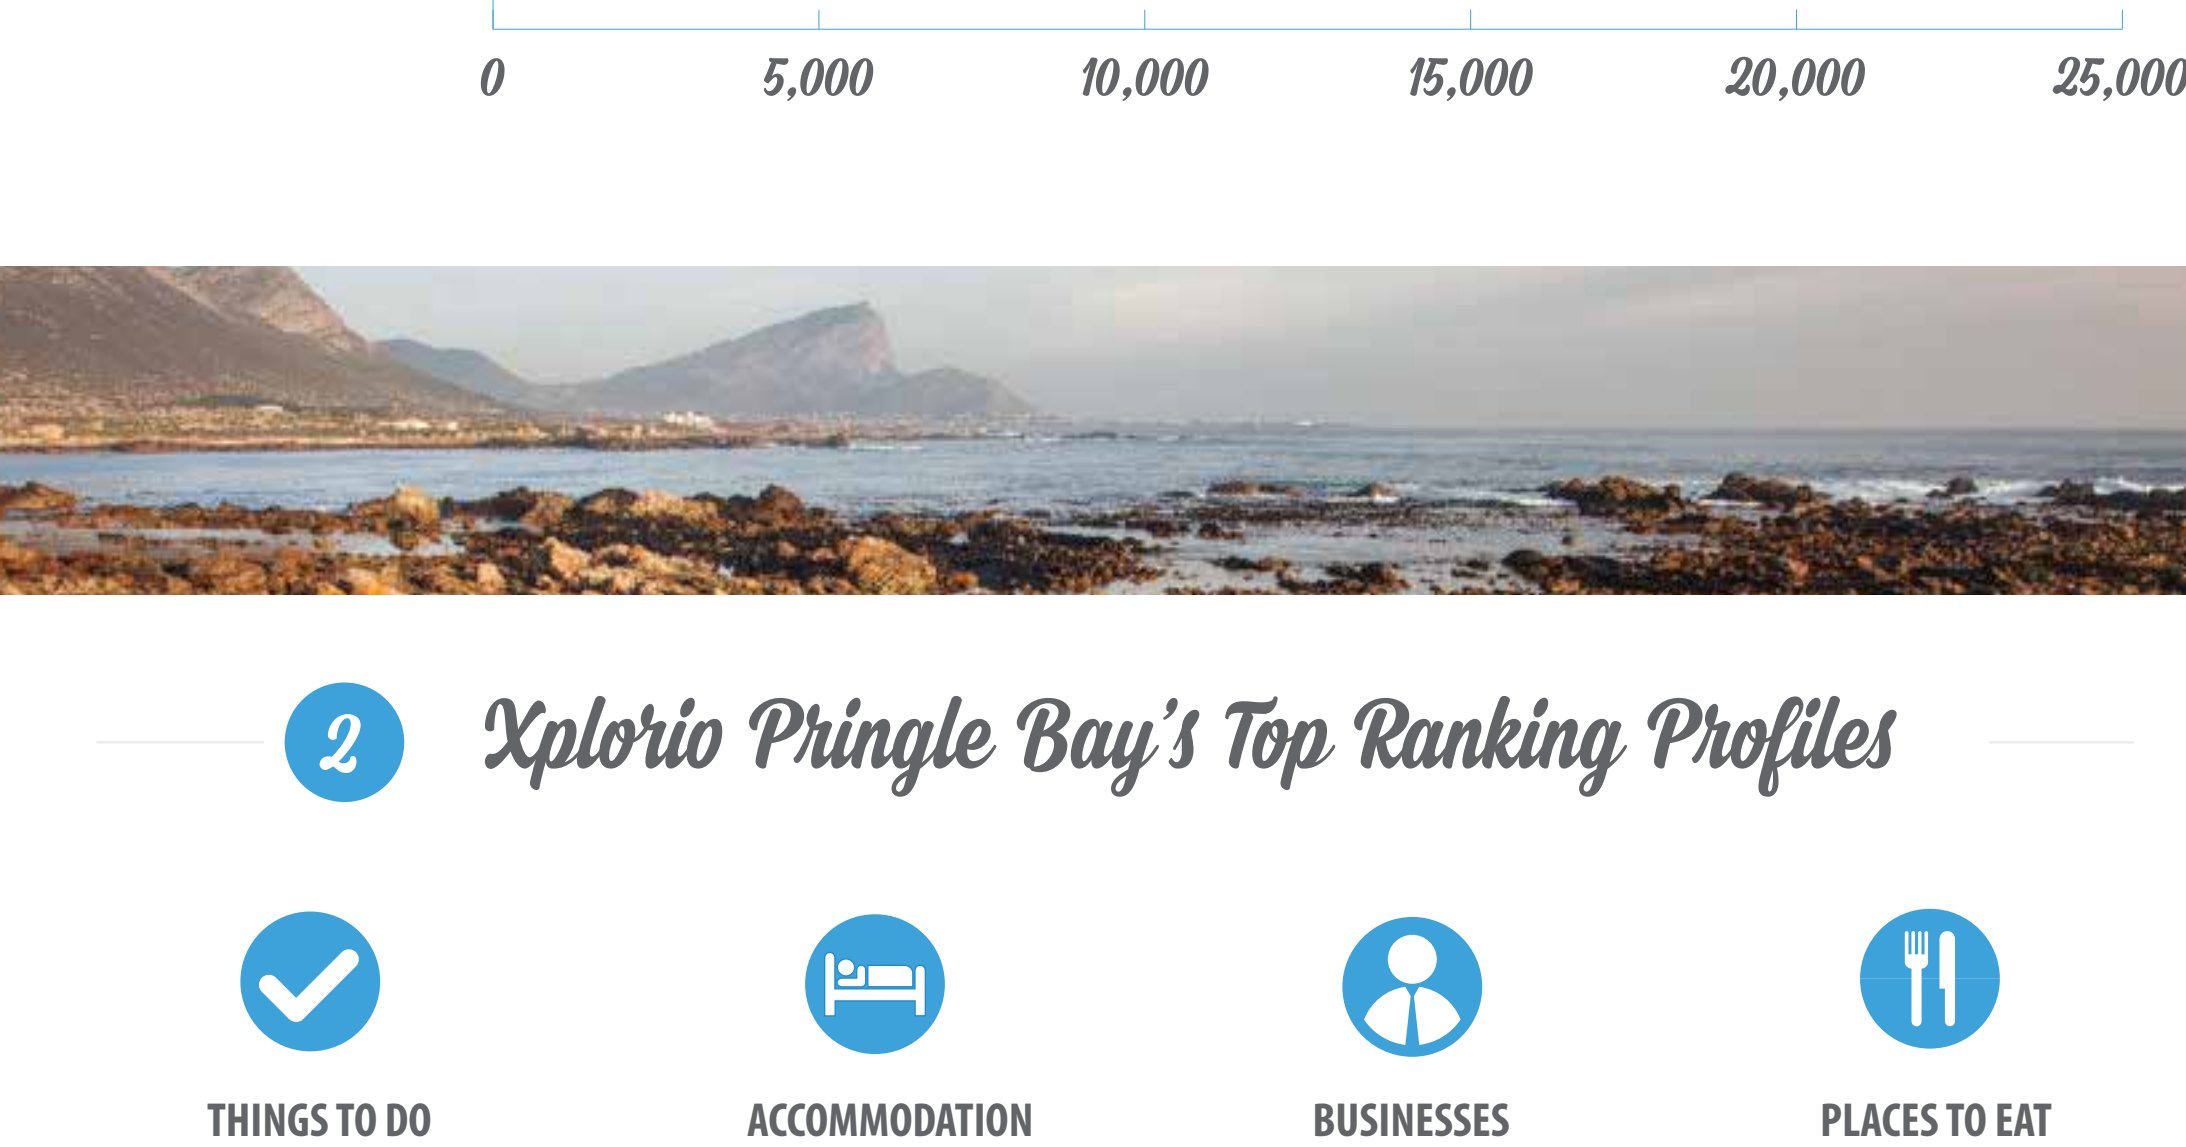 0 5,000 10,000 15,000 20,000 25,000
2 Xplorio Pringle Bay's Top Ranking Profiles
THINGS TO DO ACCOMMODATION BUSINESSES PLACES TO EAT